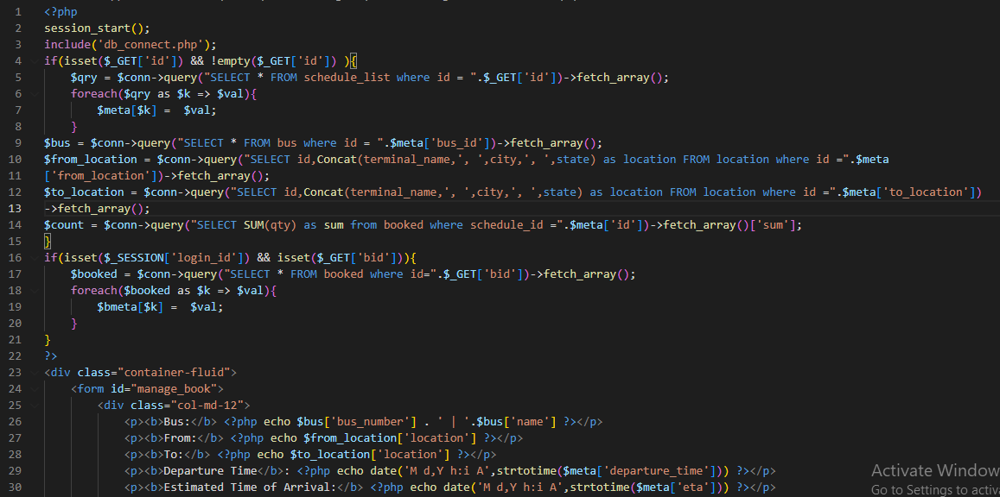 1 <?php
2 session_start();
3 include('db_connect.php');
4 if(isset($_GET['id']) && !empty($_GET['id']) ){
5 $qry = $conn->query("SELECT * FROM schedule_list where id = ".$_GET['id'])->fetch_array();
6 foreach($qry as $k => $val){
7 $meta[$k] =  $val;
8 }
9 $bus = $conn->query("SELECT * FROM bus where id = ".$meta['bus_id'])->fetch_array();
10 $from_location = $conn->query("SELECT id,Concat(terminal_name,', ',city,', ',state) as location FROM location where id =".$meta
11 ['from_location'])->fetch_array();
12 $to_location = $conn->query("SELECT id,Concat(terminal_name,', ',city,', ',state) as location FROM location where id =".$meta['to_location'])
13 ->fetch_array();
14 $count = $conn->query("SELECT SUM(qty) as sum from booked where schedule_id =".$meta['id'])->fetch_array()['sum'];
15 }
16 if(isset($_SESSION['login_id']) && isset($_GET['bid'])){
17 $booked = $conn->query("SELECT * FROM booked where id=".$_GET['bid'])->fetch_array();
18 foreach($booked as $k => $val){
19 $bmeta[$k] =  $val;
20 }
21 }
22 ?>
23 <div class="container-fluid">
24 <form id="manage_book">
25 <div class="col-md-12">
26 <p><b>Bus:</b> <?php echo $bus['bus_number'] . ' | '.$bus['name'] ?></p>
27 <p><b>From:</b> <?php echo $from_location['location'] ?></p>
28 <p><b>To:</b> <?php echo $to_location['location'] ?></p>
29 <p><b>Departure Time</b>: <?php echo date('M d,Y h:i A',strtotime($meta['departure_time'])) ?></p>
30 <p><b>Estimated Time of Arrival:</b> <?php echo date('M d,Y h:i A',strtotime($meta['eta'])) ?></p>
Activate Window
Go to Settings to activ